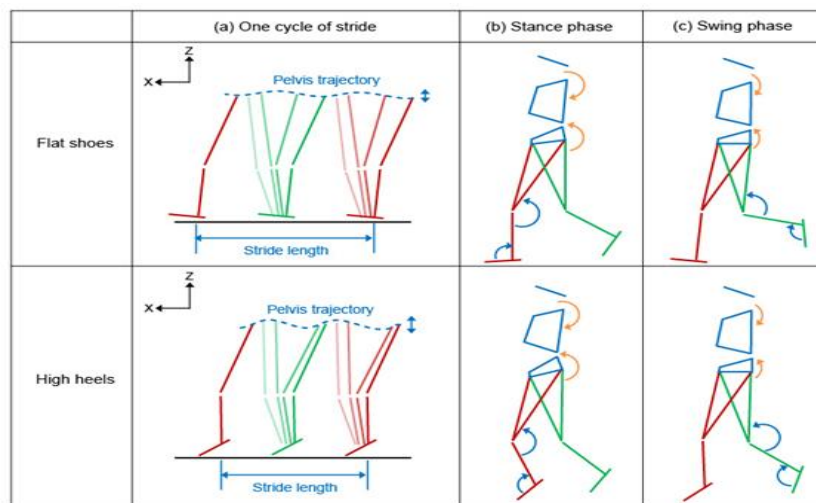 (a) One cycle of stride
(b) Stance phase
(c) Swing phase
Flat shoes
Z
X
Pelvis trajectory
Stride length
High heels
Z
X
Pelvis trajectory
Stride length